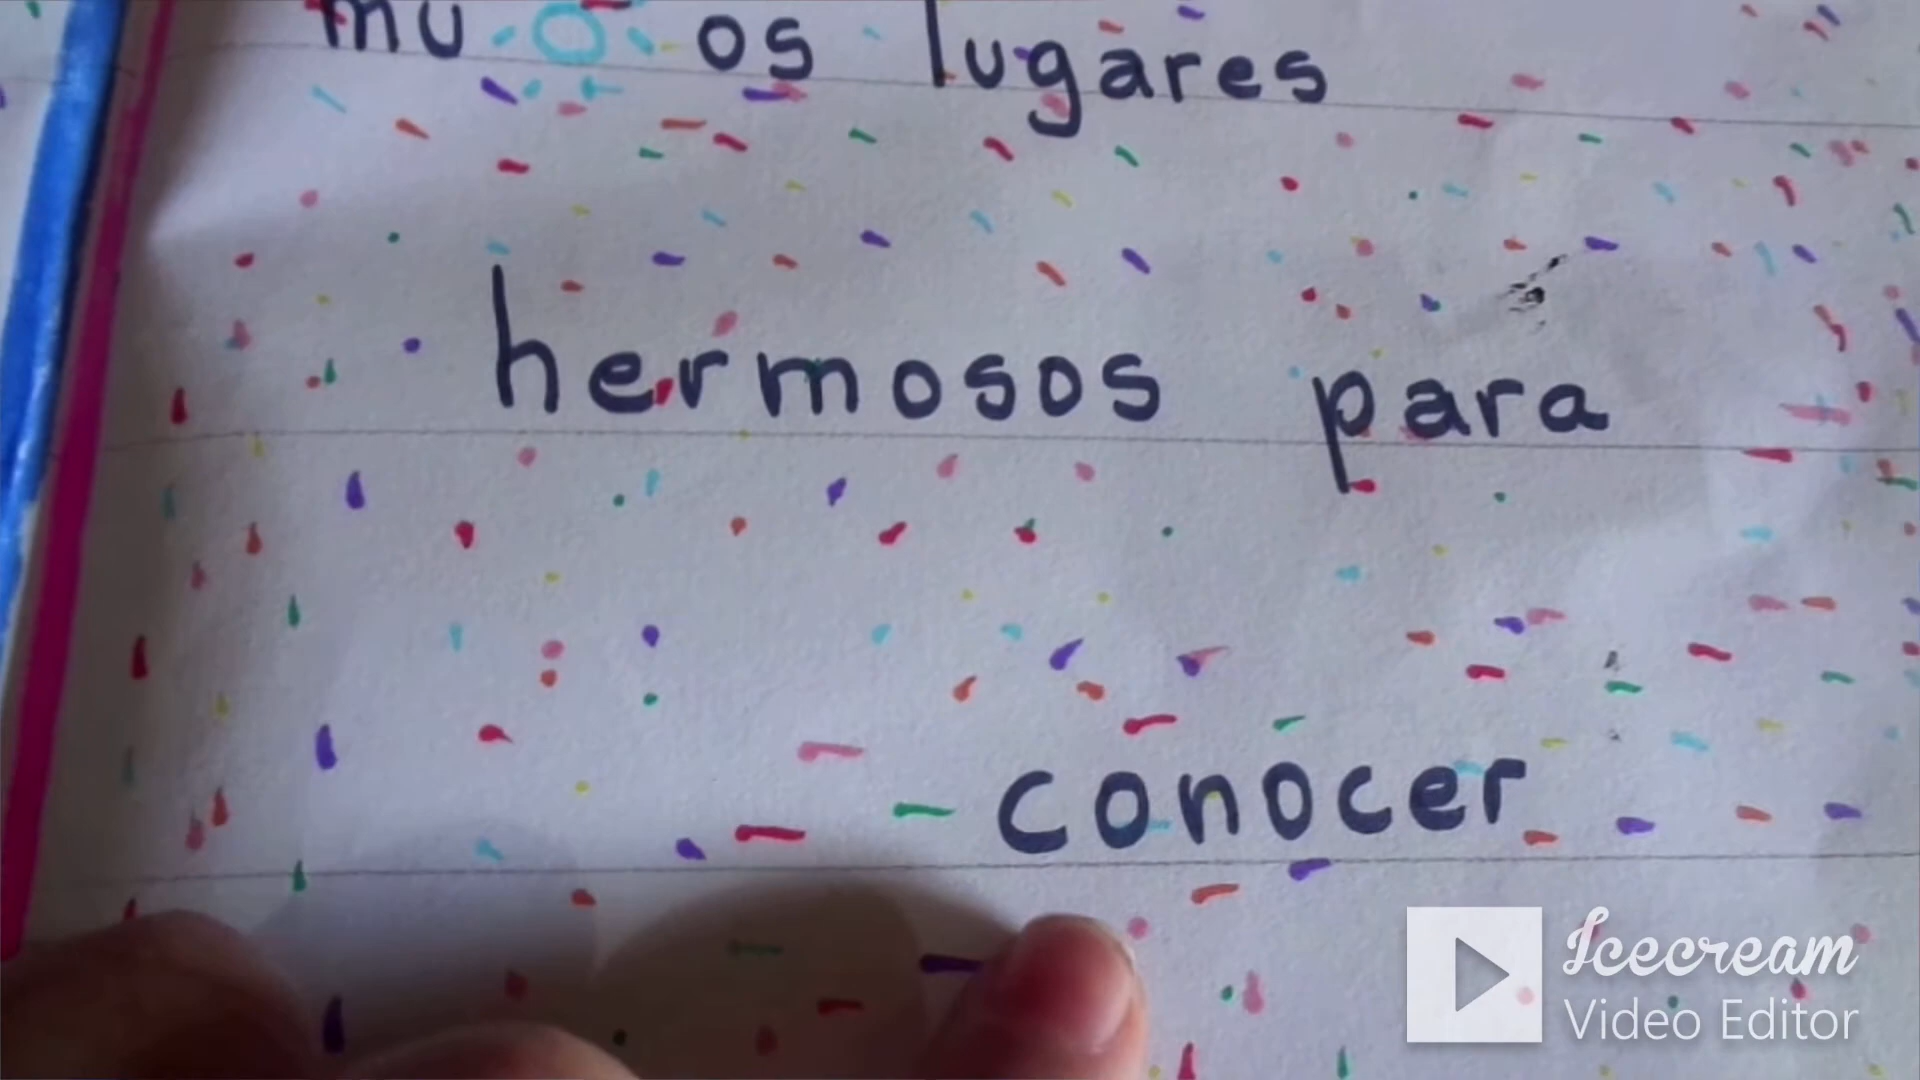 mu os lugares
hermosos para
conocer
Icecream
Video Editor